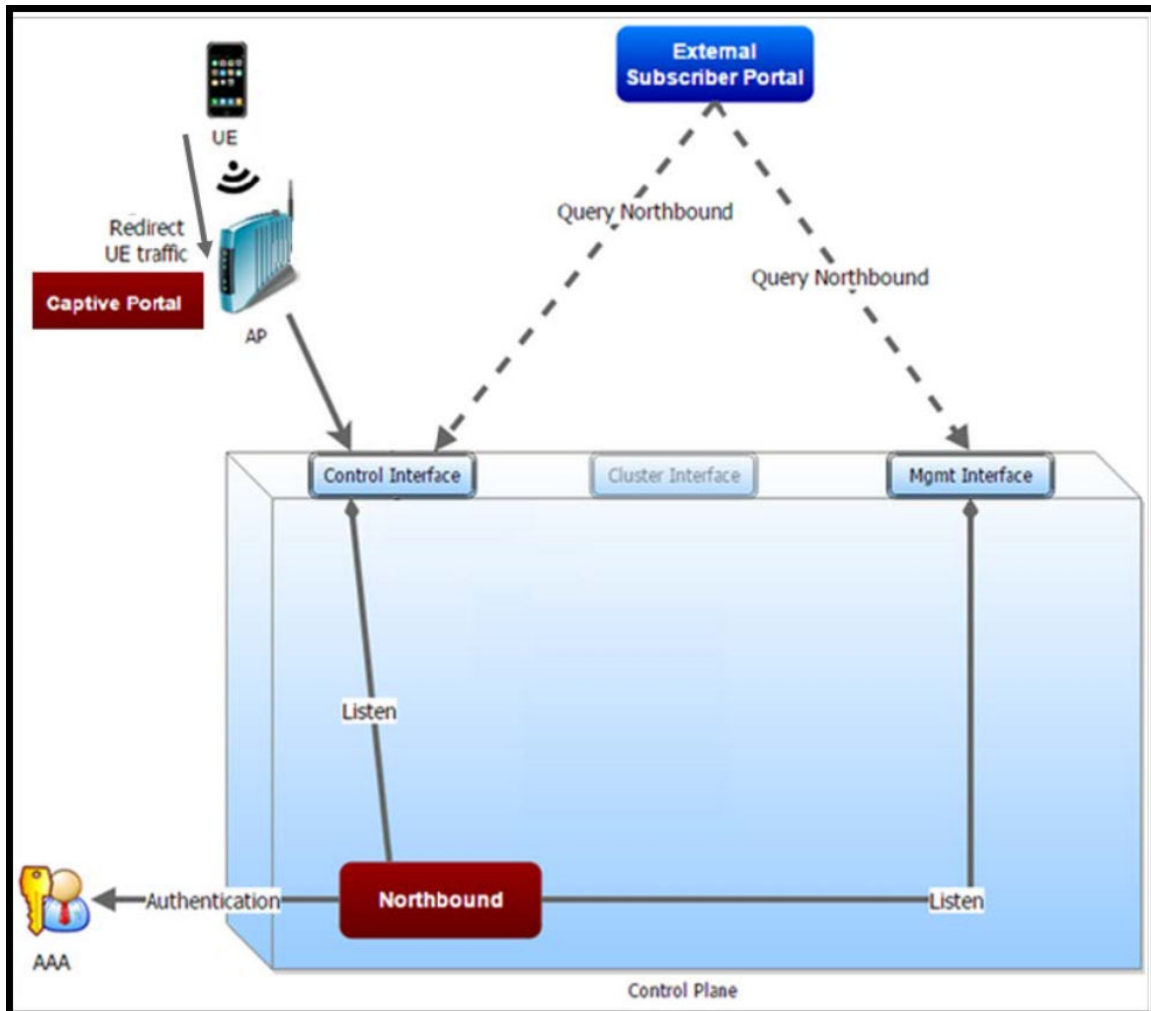 External
Subscriber Portal
UE
Query Northbound
Redirect
UE traffic
Query Northbound
Captive Portal
AP
Control Interface
Cluster Interface
Mgmt Interface
Listen
Authentication
Northbound
Listen
AAA
Control Plane